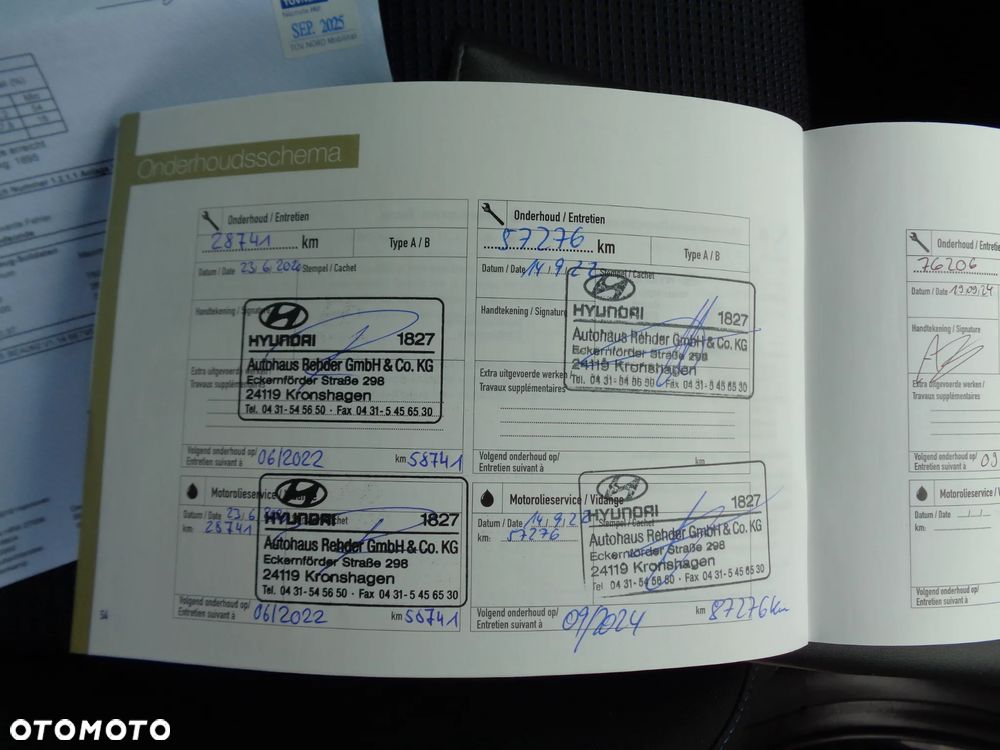 SEP. 2025
TÜV NORD Mobilität
Onderhoudsschema
Onderhoud / Entretien
28741 km
Type A / B
Datum / Date 23.6.2020 Stempel / Cachet
Handtekening / Signature
HYUNDAI 1827
Autohaus Rehder GmbH & Co. KG
Eckernförder Straße 298
24119 Kronshagen
Tel. 04 31-54 56 50 · Fax 04 31-5 45 65 30
Extra uitgevoerde werken /
Travaux supplémentaires
Volgend onderhoud op/
Entretien suivant à 06/2022 km 58741
Motorolieservice / Vidange
Datum / Date 23.6
km: 28741
HYUNDAI 1827
Autohaus Rehder GmbH & Co. KG
Eckernförder Straße 298
24119 Kronshagen
Tel. 04 31-54 56 50 · Fax 04 31-5 45 65 30
Volgend onderhoud op/
Entretien suivant à 06/2022 km 50741
54
Onderhoud / Entretien
57276 km
Type A / B
Datum / Date 14.9.22 Stempel / Cachet
Handtekening / Signature
HYUNDAI 1827
Autohaus Rehder GmbH & Co. KG
Eckernförder Straße 298
24119 Kronshagen
Tel. 04 31-54 56 50 · Fax 04 31-5 45 65 30
Extra uitgevoerde werken /
Travaux supplémentaires
Volgend onderhoud op/
Entretien suivant à km
Motorolieservice / Vidange
Datum / Date 14.9.22 Stempel / Cachet
km: 57276
HYUNDAI 1827
Autohaus Rehder GmbH & Co. KG
Eckernförder Straße 298
24119 Kronshagen
Tel. 04 31-54 56 50 · Fax 04 31-5 45 65 30
Volgend onderhoud op/
Entretien suivant à 09/2024 km 87276 km
Onderhoud / Entretien
76206
Datum / Date 19.09.24
Handtekening / Signature
Extra uitgevoerde werken /
Travaux supplémentaires
Volgend onderhoud op/
Entretien suivant à 09
Motorolieservice /
Datum / Date
km:
Volgend onderhoud op/
Entretien suivant à
OTOMOTO